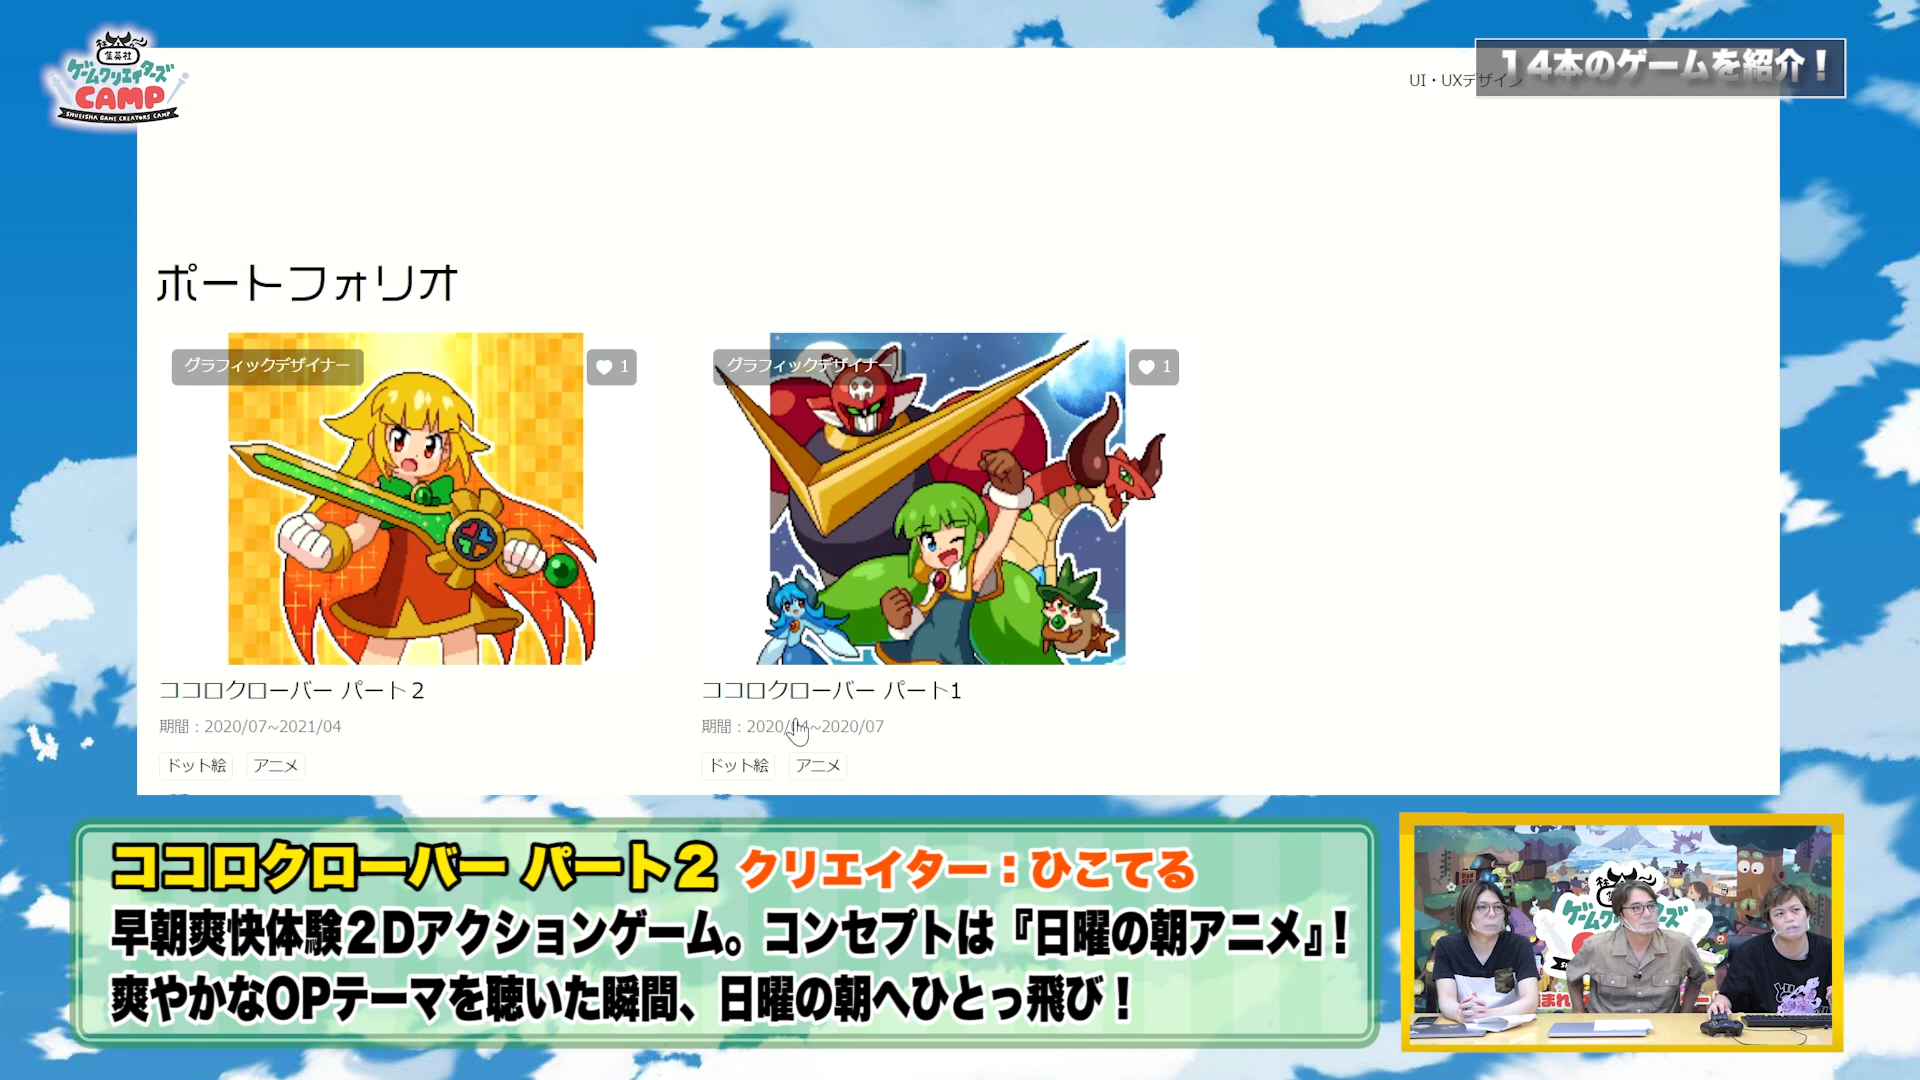 集英社
ゲームクリエイターズ
CAMP
SHUEISHA GAME CREATORS CAMP
UI・UXデザイン
14本のゲームを紹介！
ポートフォリオ
グラフィックデザイナー
1
グラフィックデザイナー
1
ココロクローバー パート２
期間：2020/07~2021/04
ドット絵
アニメ
ココロクローバー パート1
期間：2020/04~2020/07
ドット絵
アニメ
ココロクローバー パート2 クリエイター：ひこてる
早朝爽快体験2Dアクションゲーム。コンセプトは『日曜の朝アニメ』！
爽やかなOPテーマを聴いた瞬間、日曜の朝へひとっ飛び！